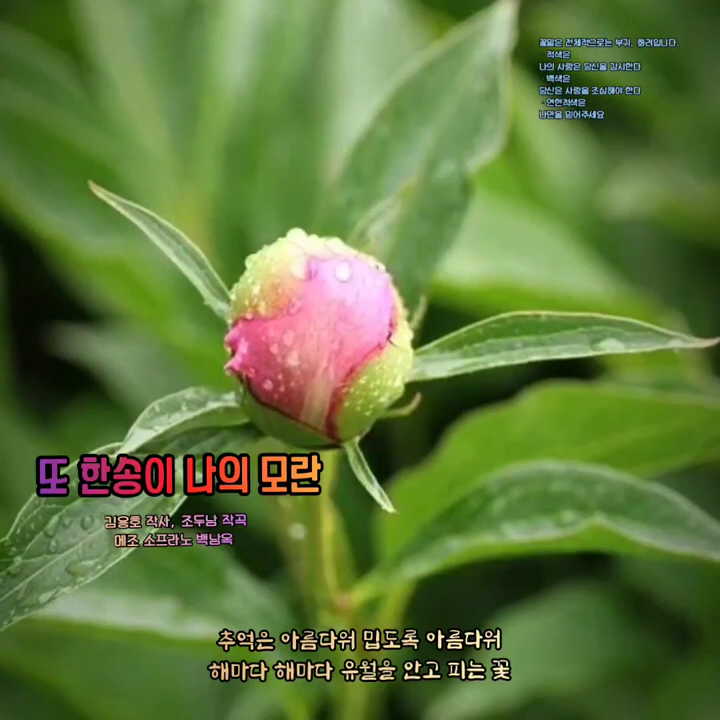 꽃말은 전체적으로는 부귀, 화려입니다.
· 적색은
나의 사랑은 당신을 감사한다
· 백색은
당신은 사랑을 조심해야 한다
· 연한적색은
나만을 믿어주세요
또 한송이 나의 모란
김용호 작사, 조두남 작곡
메조 소프라노 백남옥
추억은 아름다워 밉도록 아름다워
해마다 해마다 유월을 안고 피는 꽃